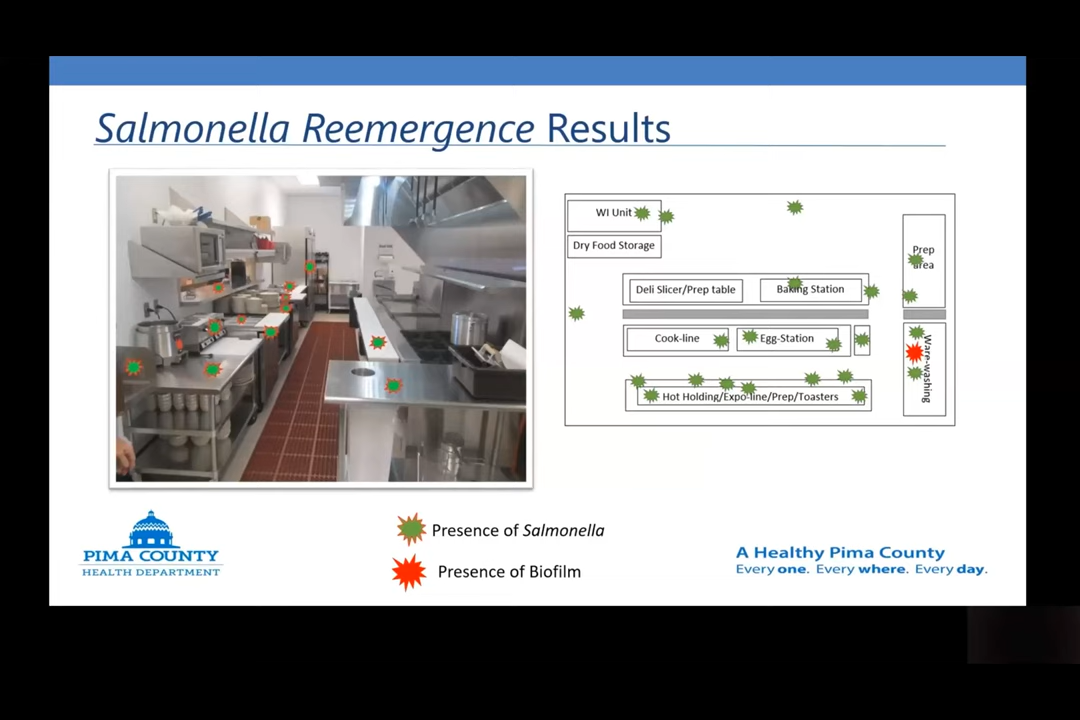 Salmonella Reemergence Results
WI Unit
Dry Food Storage
Prep
area
Deli Slicer/Prep table
Baking Station
Cook-line
Egg-Station
Ware-washing
Hot Holding/Expo-line/Prep/Toasters
Presence of Salmonella
Presence of Biofilm
PIMA COUNTY
HEALTH DEPARTMENT
A Healthy Pima County
Every one. Every where. Every day.